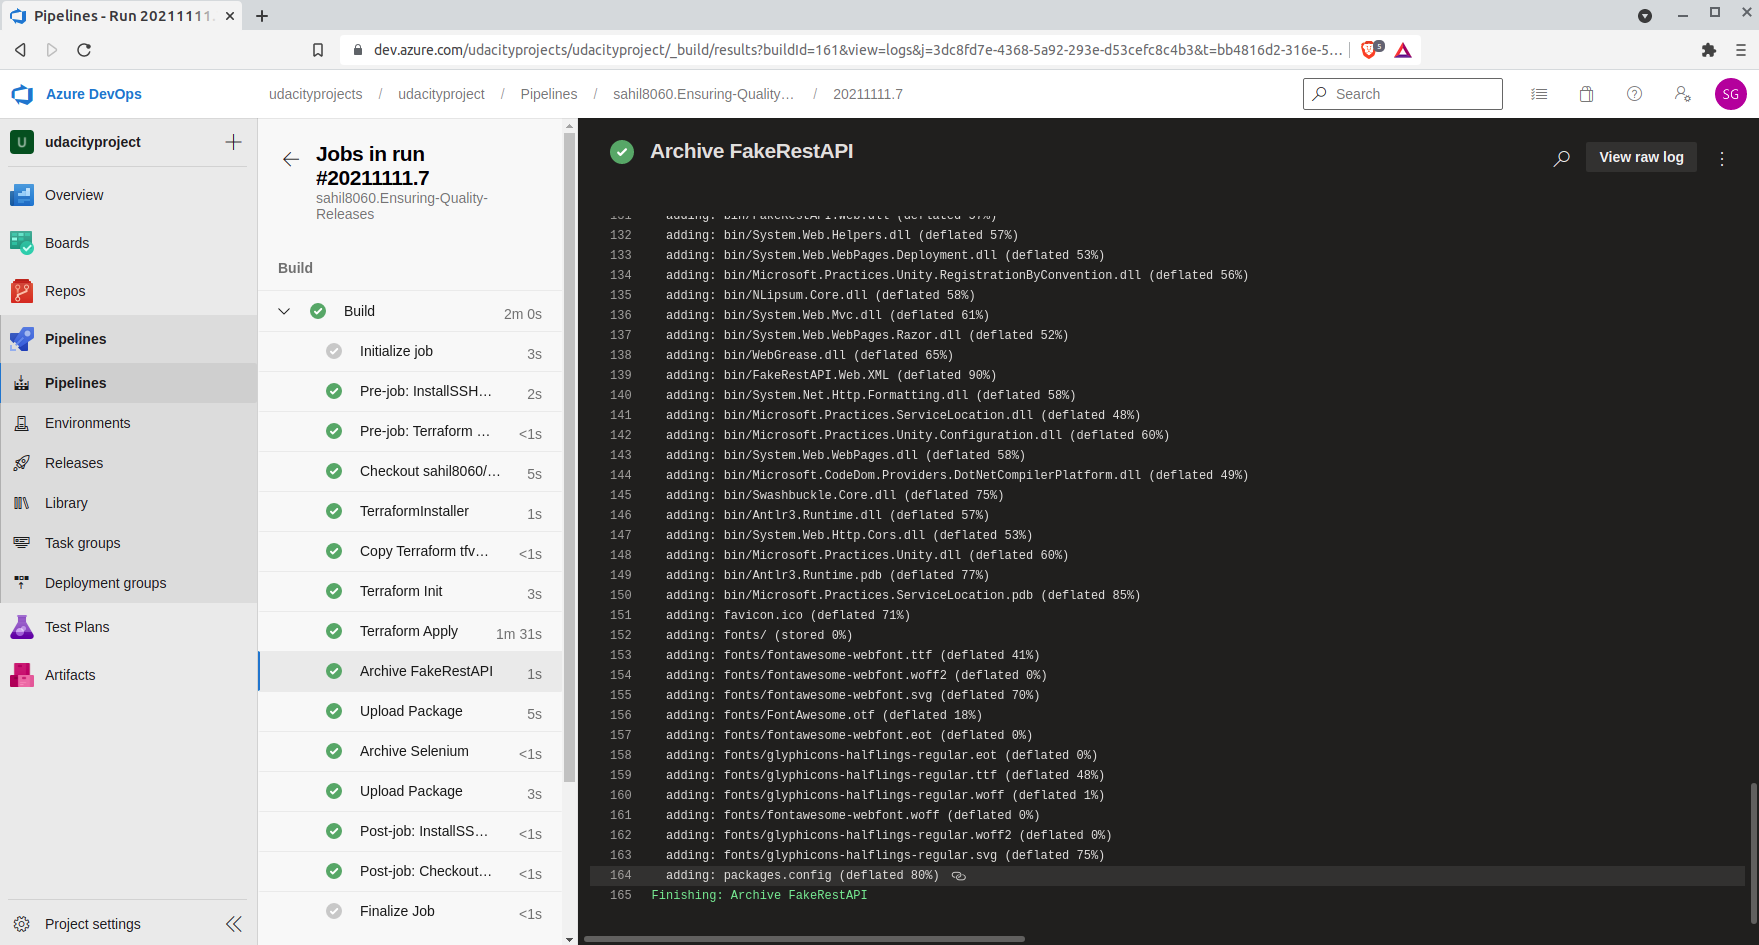 Pipelines - Run 20211111.
dev.azure.com/udacityprojects/udacityproject/_build/results?buildId=161&view=logs&j=3dc8fd7e-4368-5a92-293e-d53cefc8c4b3&t=bb4816d2-316e-5...
5
Azure DevOps
udacityprojects / udacityproject / Pipelines / sahil8060.Ensuring-Quality... / 20211111.7
Search
SG
U udacityproject
Overview
Boards
Repos
Pipelines
Pipelines
Environments
Releases
Library
Task groups
Deployment groups
Test Plans
Artifacts
Project settings
Jobs in run
#20211111.7
sahil8060.Ensuring-Quality-
Releases
Build
Build 2m 0s
Initialize job 3s
Pre-job: InstallSSH... 2s
Pre-job: Terraform ... <1s
Checkout sahil8060/... 5s
TerraformInstaller 1s
Copy Terraform tfv... <1s
Terraform Init 3s
Terraform Apply 1m 31s
Archive FakeRestAPI 1s
Upload Package 5s
Archive Selenium <1s
Upload Package 3s
Post-job: InstallSS... <1s
Post-job: Checkout... <1s
Finalize Job <1s
Archive FakeRestAPI
View raw log
131 adding: bin/FakeRestAPI.Web.dll (deflated 57%)
132 adding: bin/System.Web.Helpers.dll (deflated 57%)
133 adding: bin/System.Web.WebPages.Deployment.dll (deflated 53%)
134 adding: bin/Microsoft.Practices.Unity.RegistrationByConvention.dll (deflated 56%)
135 adding: bin/NLipsum.Core.dll (deflated 58%)
136 adding: bin/System.Web.Mvc.dll (deflated 61%)
137 adding: bin/System.Web.WebPages.Razor.dll (deflated 52%)
138 adding: bin/WebGrease.dll (deflated 65%)
139 adding: bin/FakeRestAPI.Web.XML (deflated 90%)
140 adding: bin/System.Net.Http.Formatting.dll (deflated 58%)
141 adding: bin/Microsoft.Practices.ServiceLocation.dll (deflated 48%)
142 adding: bin/Microsoft.Practices.Unity.Configuration.dll (deflated 60%)
143 adding: bin/System.Web.WebPages.dll (deflated 58%)
144 adding: bin/Microsoft.CodeDom.Providers.DotNetCompilerPlatform.dll (deflated 49%)
145 adding: bin/Swashbuckle.Core.dll (deflated 75%)
146 adding: bin/Antlr3.Runtime.dll (deflated 57%)
147 adding: bin/System.Web.Http.Cors.dll (deflated 53%)
148 adding: bin/Microsoft.Practices.Unity.dll (deflated 60%)
149 adding: bin/Antlr3.Runtime.pdb (deflated 77%)
150 adding: bin/Microsoft.Practices.ServiceLocation.pdb (deflated 85%)
151 adding: favicon.ico (deflated 71%)
152 adding: fonts/ (stored 0%)
153 adding: fonts/fontawesome-webfont.ttf (deflated 41%)
154 adding: fonts/fontawesome-webfont.woff2 (deflated 0%)
155 adding: fonts/fontawesome-webfont.svg (deflated 70%)
156 adding: fonts/FontAwesome.otf (deflated 18%)
157 adding: fonts/fontawesome-webfont.eot (deflated 0%)
158 adding: fonts/glyphicons-halflings-regular.eot (deflated 0%)
159 adding: fonts/glyphicons-halflings-regular.ttf (deflated 48%)
160 adding: fonts/glyphicons-halflings-regular.woff (deflated 1%)
161 adding: fonts/fontawesome-webfont.woff (deflated 0%)
162 adding: fonts/glyphicons-halflings-regular.woff2 (deflated 0%)
163 adding: fonts/glyphicons-halflings-regular.svg (deflated 75%)
164 adding: packages.config (deflated 80%)
165 Finishing: Archive FakeRestAPI